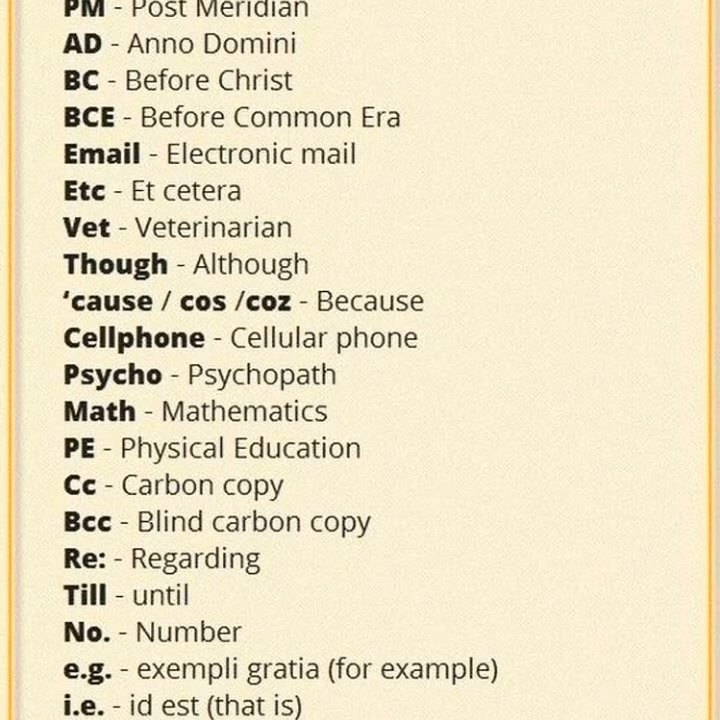 PM - Post Meridian
AD - Anno Domini
BC - Before Christ
BCE - Before Common Era
Email - Electronic mail
Etc - Et cetera
Vet - Veterinarian
Though - Although
‘cause / cos /coz - Because
Cellphone - Cellular phone
Psycho - Psychopath
Math - Mathematics
PE - Physical Education
Cc - Carbon copy
Bcc - Blind carbon copy
Re: - Regarding
Till - until
No. - Number
e.g. - exempli gratia (for example)
i.e. - id est (that is)